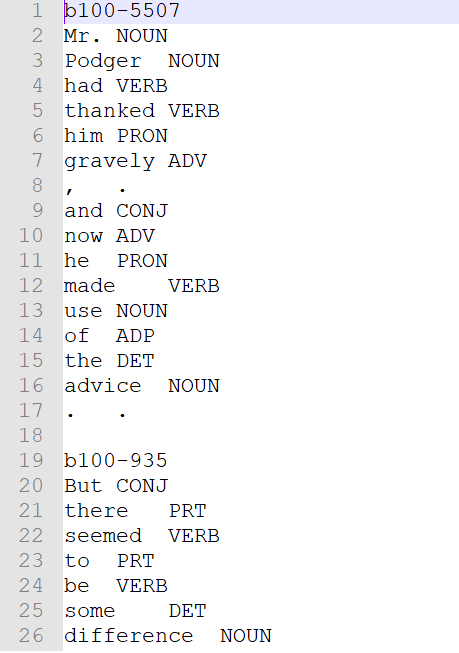 1 b100-5507
2 Mr. NOUN
3 Podger NOUN
4 had VERB
5 thanked VERB
6 him PRON
7 gravely ADV
8 , .
9 and CONJ
10 now ADV
11 he PRON
12 made VERB
13 use NOUN
14 of ADP
15 the DET
16 advice NOUN
17 . .
18
19 b100-935
20 But CONJ
21 there PRT
22 seemed VERB
23 to PRT
24 be VERB
25 some DET
26 difference NOUN